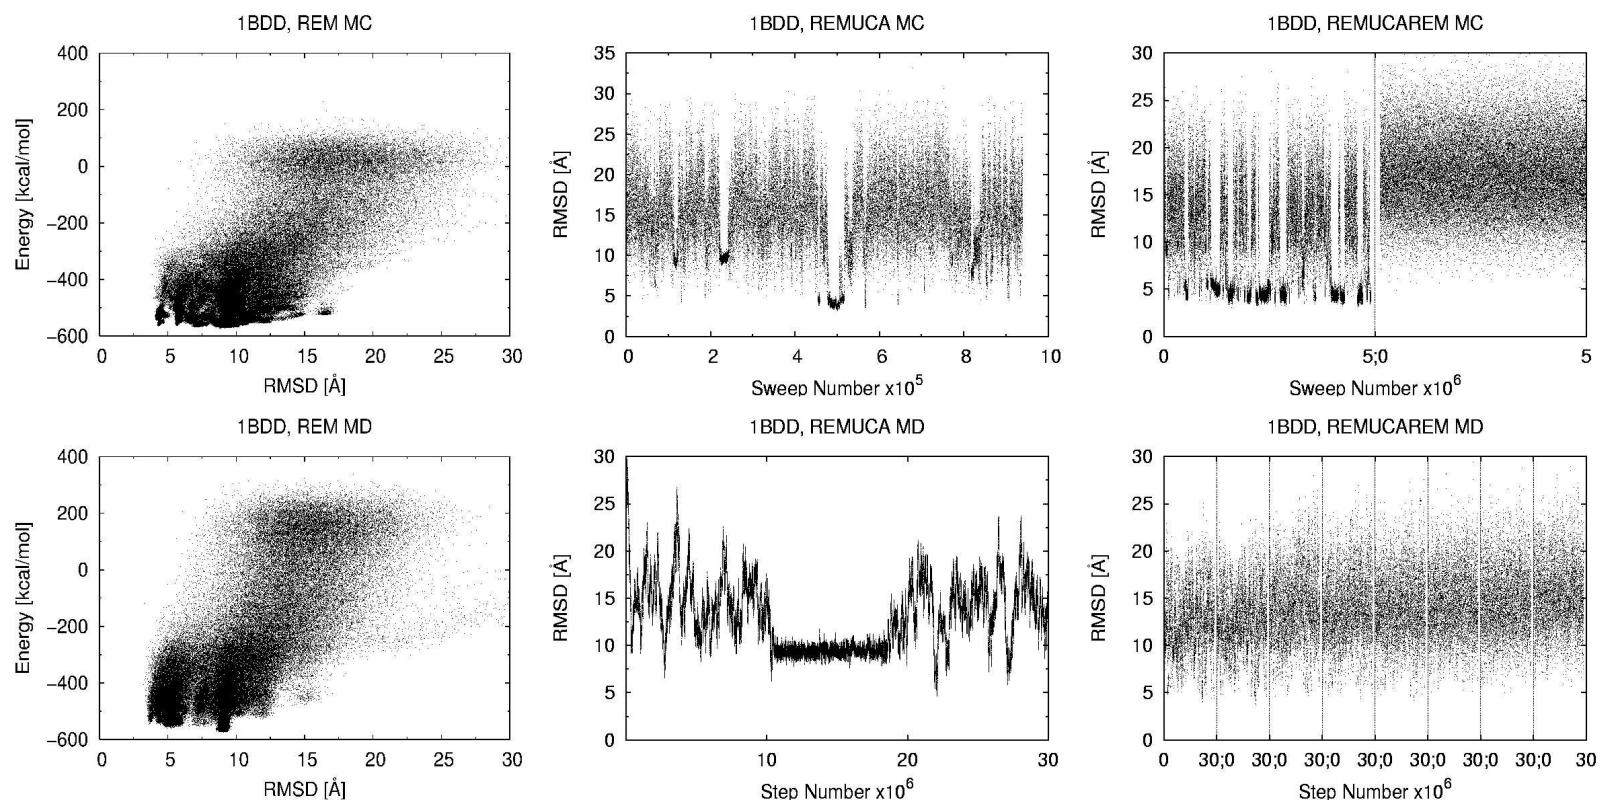 1BDD, REM MC
Energy [kcal/mol]
400
200
0
−200
−400
−600
0 5 10 15 20 25 30
RMSD [Å]
1BDD, REMUCA MC
RMSD [Å]
35
30
25
20
15
10
5
0
0 2 4 6 8 10
Sweep Number x10^5
1BDD, REMUCAREM MC
RMSD [Å]
30
25
20
15
10
5
0
0 5;0 5
Sweep Number x10^6
1BDD, REM MD
Energy [kcal/mol]
400
200
0
−200
−400
−600
0 5 10 15 20 25 30
RMSD [Å]
1BDD, REMUCA MD
RMSD [Å]
30
25
20
15
10
5
0
10 20 30
Step Number x10^6
1BDD, REMUCAREM MD
RMSD [Å]
30
25
20
15
10
5
0
0 30;0 30;0 30;0 30;0 30;0 30;0 30;0 30
Step Number x10^6